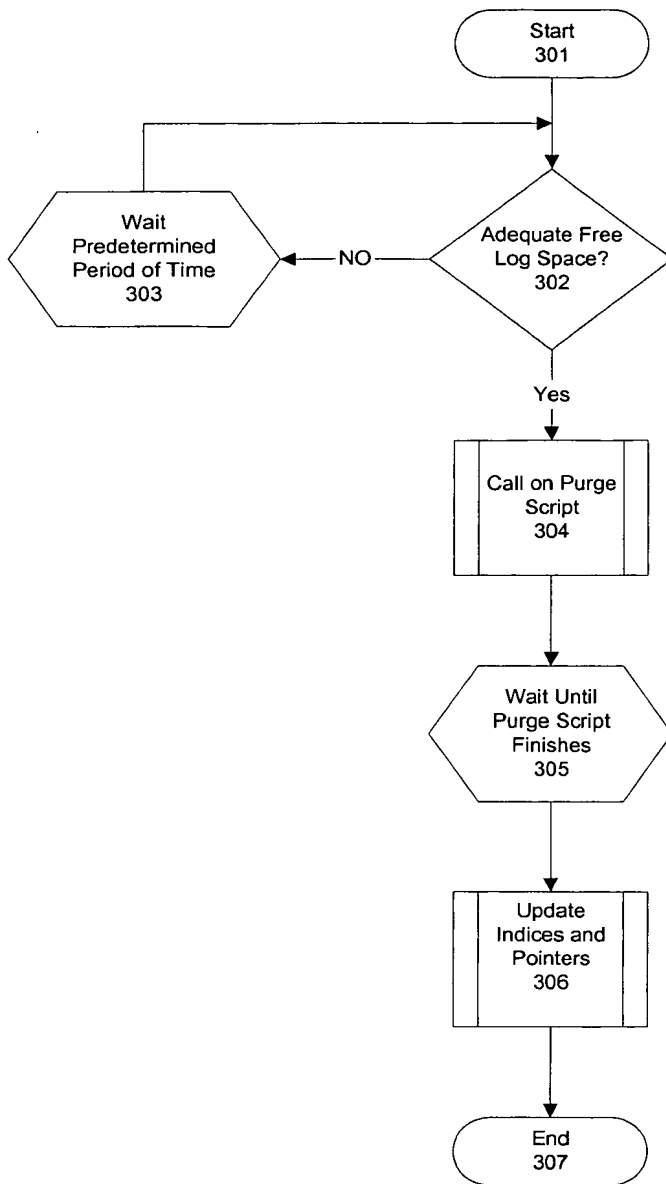 Start
301
Wait
Predetermined
Period of Time
303
NO
Adequate Free
Log Space?
302
Yes
Call on Purge
Script
304
Wait Until
Purge Script
Finishes
305
Update
Indices and
Pointers
306
End
307